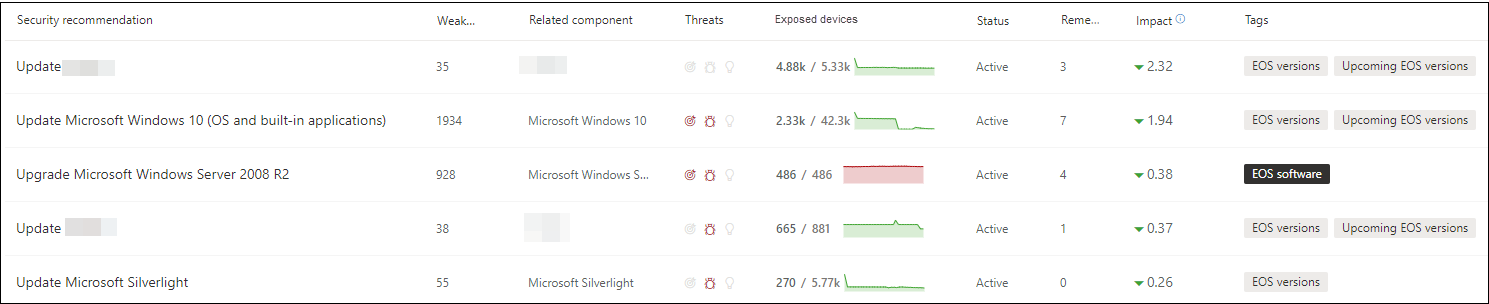 Security recommendation Weak... Related component Threats Exposed devices Status Reme... Impact Tags
Update 35 4.88k / 5.33k Active 3 2.32 EOS versions Upcoming EOS versions
Update Microsoft Windows 10 (OS and built-in applications) 1934 Microsoft Windows 10 2.33k / 42.3k Active 7 1.94 EOS versions Upcoming EOS versions
Upgrade Microsoft Windows Server 2008 R2 928 Microsoft Windows S... 486 / 486 Active 4 0.38 EOS software
Update 38 665 / 881 Active 1 0.37 EOS versions Upcoming EOS versions
Update Microsoft Silverlight 55 Microsoft Silverlight 270 / 5.77k Active 0 0.26 EOS versions